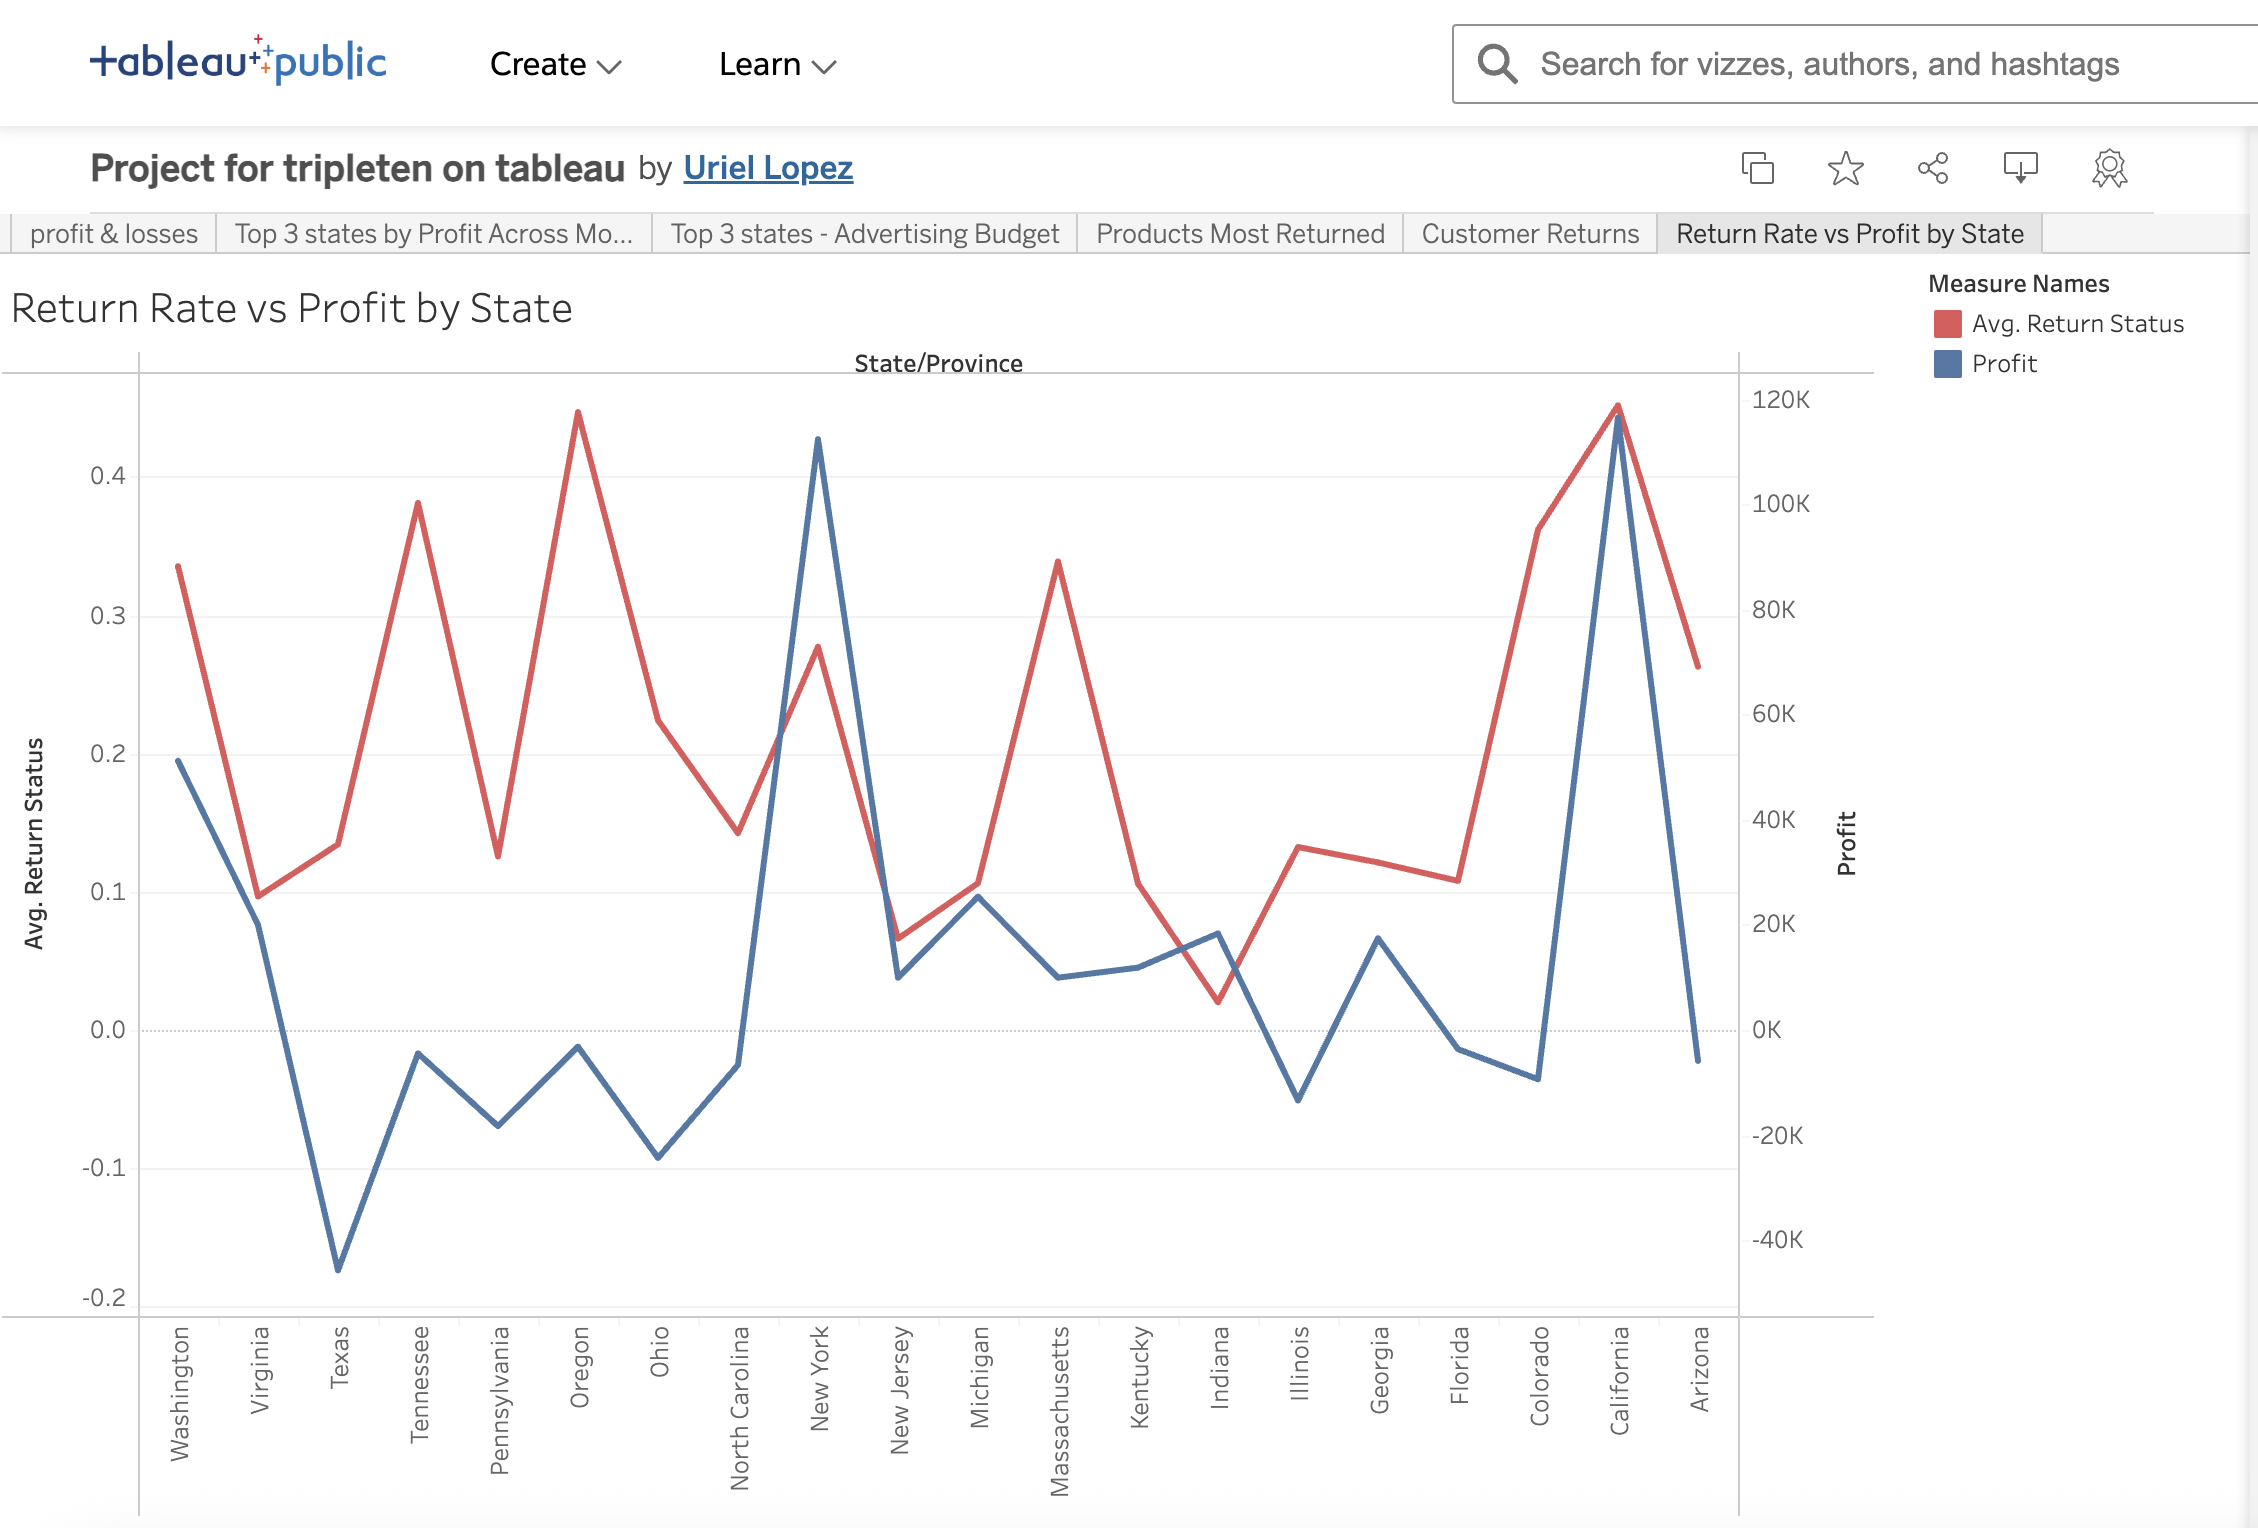 tableau public Create Learn Search for vizzes, authors, and hashtags
Project for tripleten on tableau by Uriel Lopez
profit & losses Top 3 states by Profit Across Mo... Top 3 states - Advertising Budget Products Most Returned Customer Returns Return Rate vs Profit by State
Return Rate vs Profit by State
Measure Names
Avg. Return Status
Profit
State/Province
Avg. Return Status
0.4
0.3
0.2
0.1
0.0
-0.1
-0.2
120K
100K
80K
60K
40K
20K
0K
-20K
-40K
Profit
Washington
Virginia
Texas
Tennessee
Pennsylvania
Oregon
Ohio
North Carolina
New York
New Jersey
Michigan
Massachusetts
Kentucky
Indiana
Illinois
Georgia
Florida
Colorado
California
Arizona